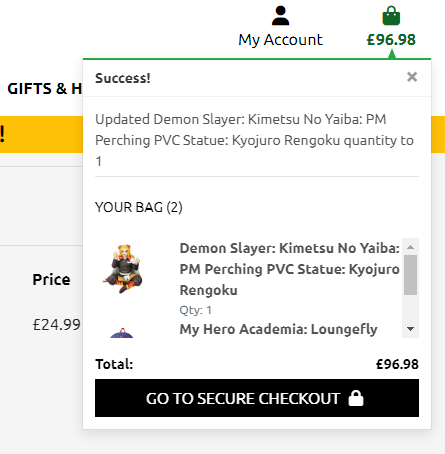 My Account
£96.98
GIFTS & H
!
Success!
×
Updated Demon Slayer: Kimetsu No Yaiba: PM
Perching PVC Statue: Kyojuro Rengoku quantity to
1
YOUR BAG (2)
Price
£24.99
Demon Slayer: Kimetsu No Yaiba:
PM Perching PVC Statue: Kyojuro
Rengoku
Qty: 1
My Hero Academia: Loungefly
Total:
£96.98
GO TO SECURE CHECKOUT